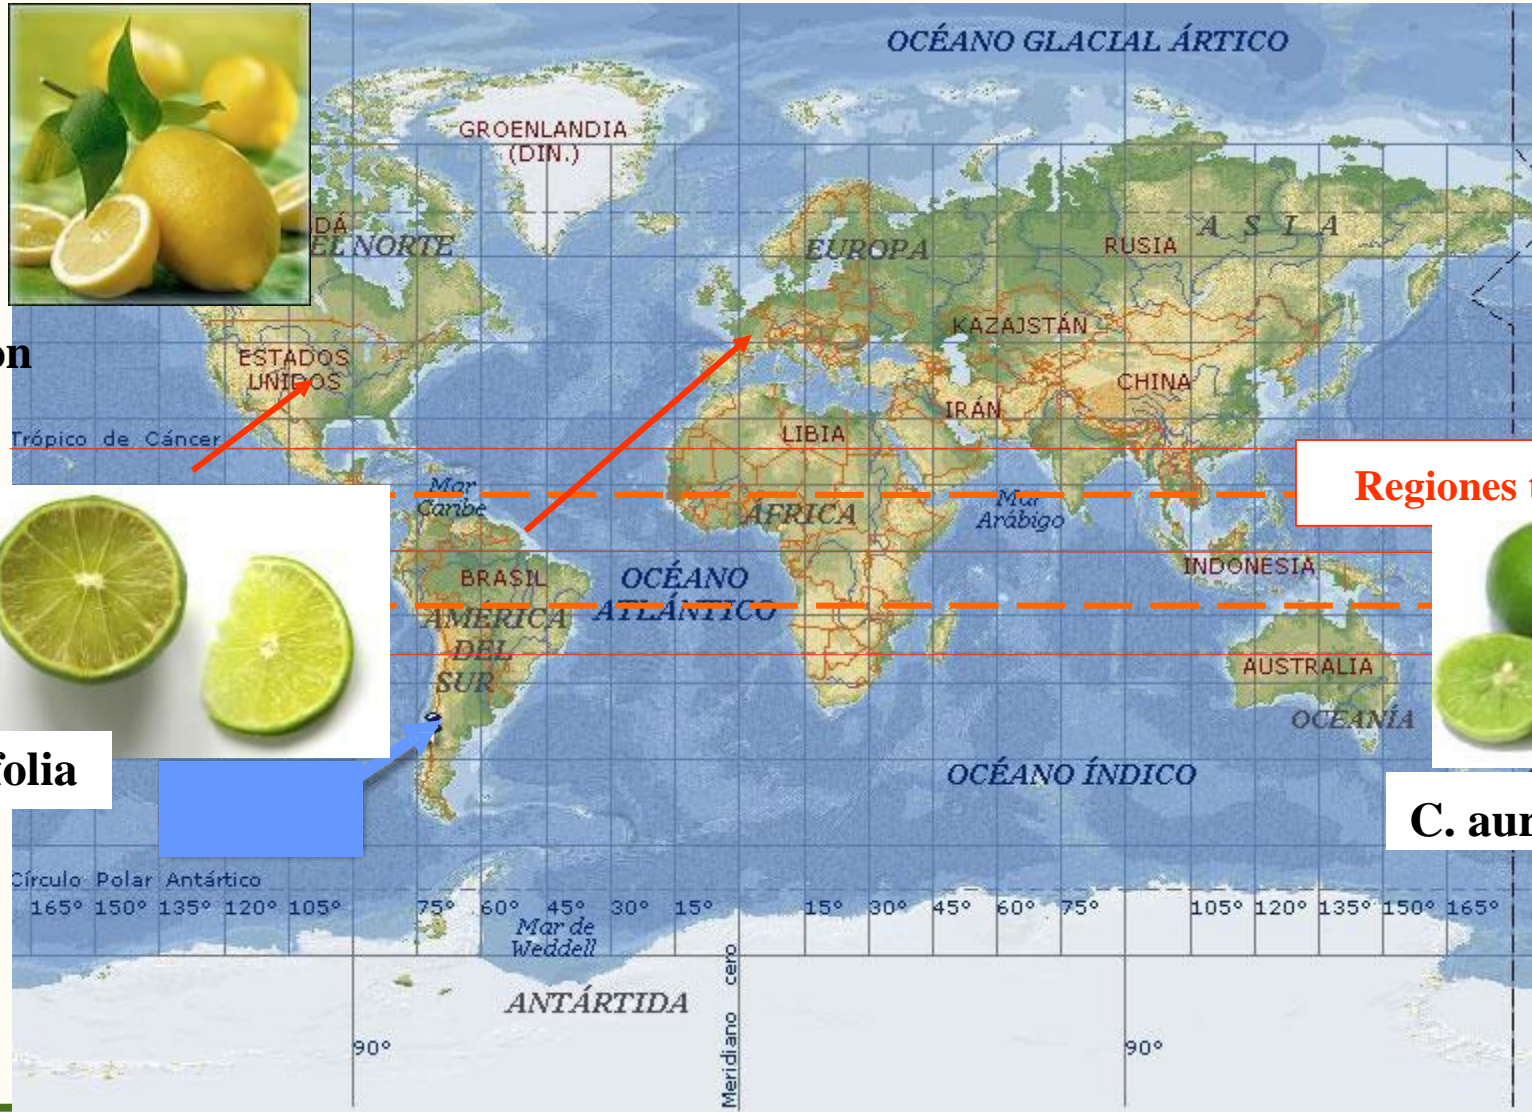 OCÉANO GLACIAL ÁRTICO
GROENLANDIA
(DIN.)
DÁ
EL NORTE
EUROPA
RUSIA
A S I A
on
ESTADOS
UNIDOS
KAZAJSTÁN
CHINA
IRÁN
Trópico de Cáncer
LIBIA
Regiones t
Mar
Caribe
ÁFRICA
Mar
Arábigo
BRASIL
OCÉANO
ATLÁNTICO
INDONESIA
AMÉRICA
DEL
SUR
AUSTRALIA
OCEANÍA
folia
OCÉANO ÍNDICO
C. aur
Círculo Polar Antártico
165° 150° 135° 120° 105° 75° 60° 45° 30° 15° 15° 30° 45° 60° 75° 105° 120° 135° 150° 165°
Mar de
Weddell
ANTÁRTIDA
Meridiano cero
90° 90°